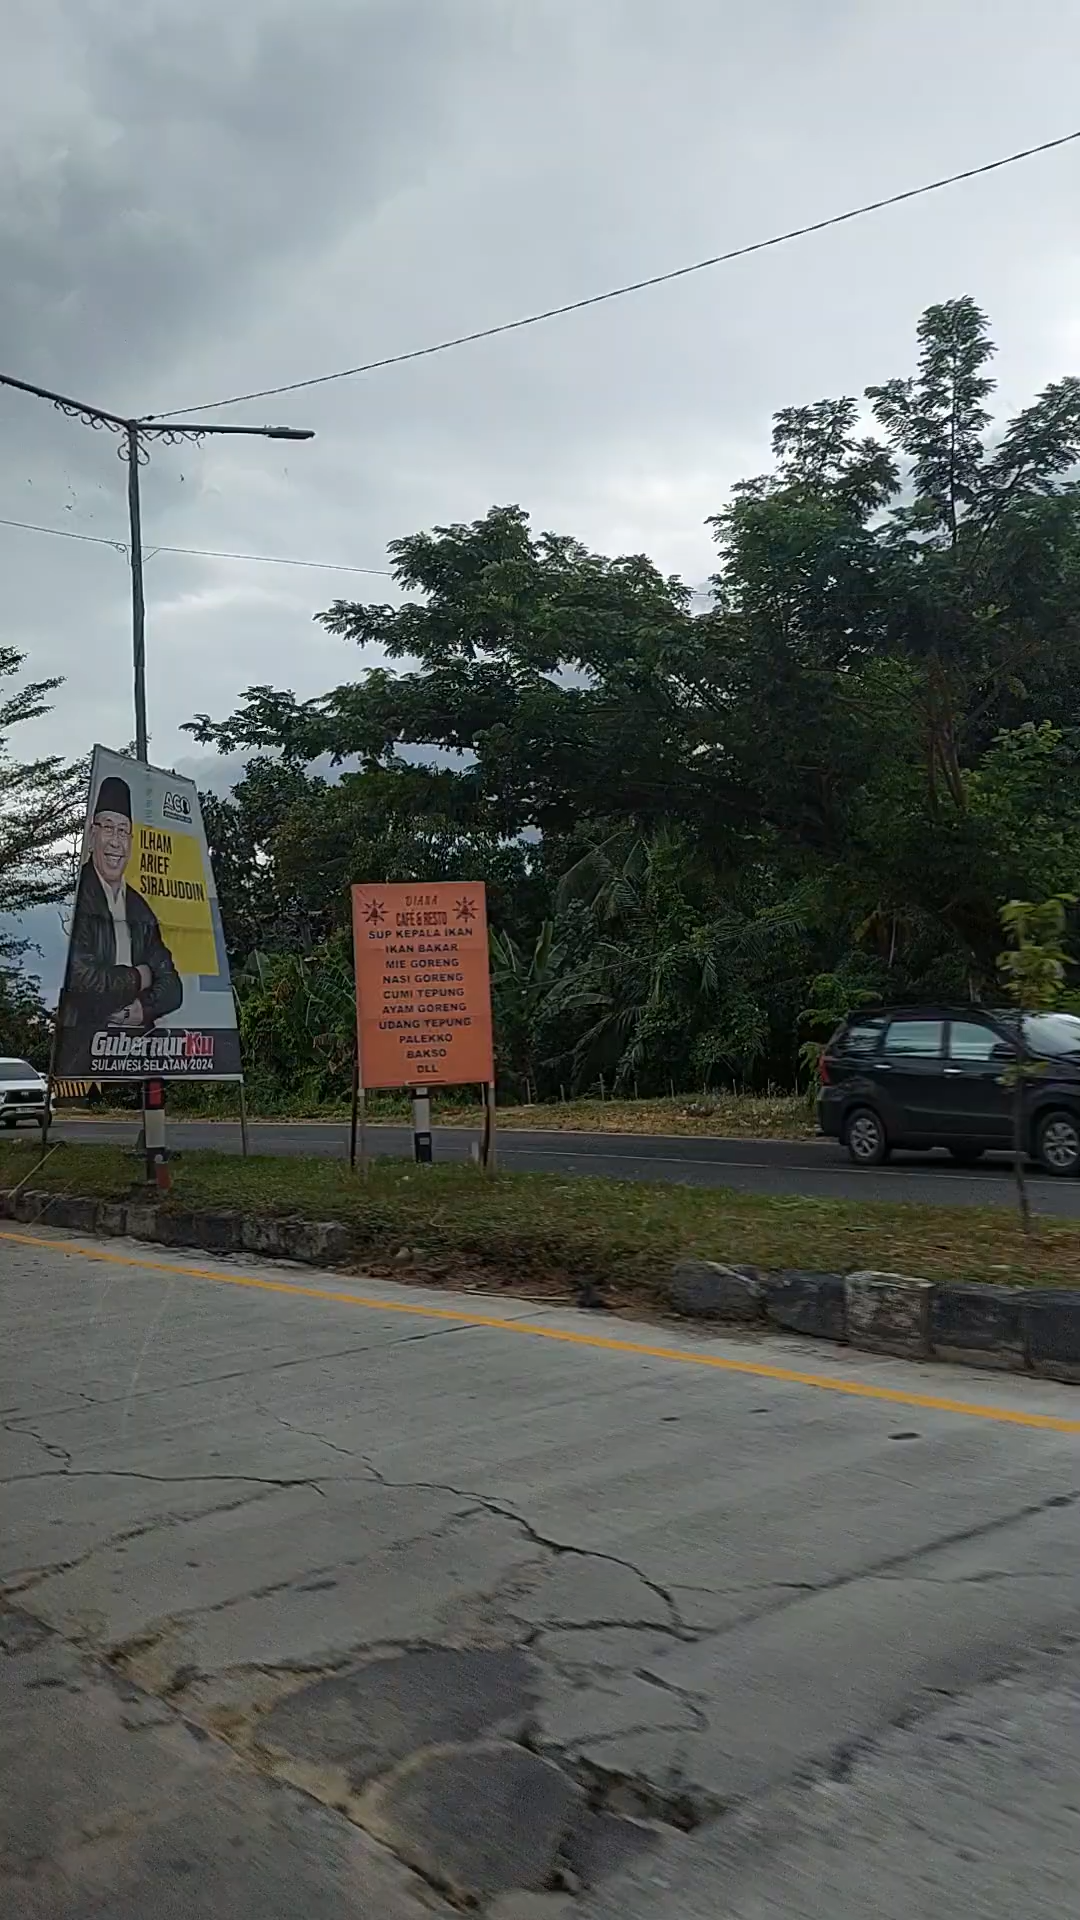 ILHAM
ARIEF
SIRAJUDDIN
GubernurKu
SULAWESI SELATAN 2024
DIANA
CAFE & RESTO
SUP KEPALA IKAN
IKAN BAKAR
MIE GORENG
NASI GORENG
CUMI TEPUNG
AYAM GORENG
UDANG TEPUNG
PALEKKO
BAKSO
DLL